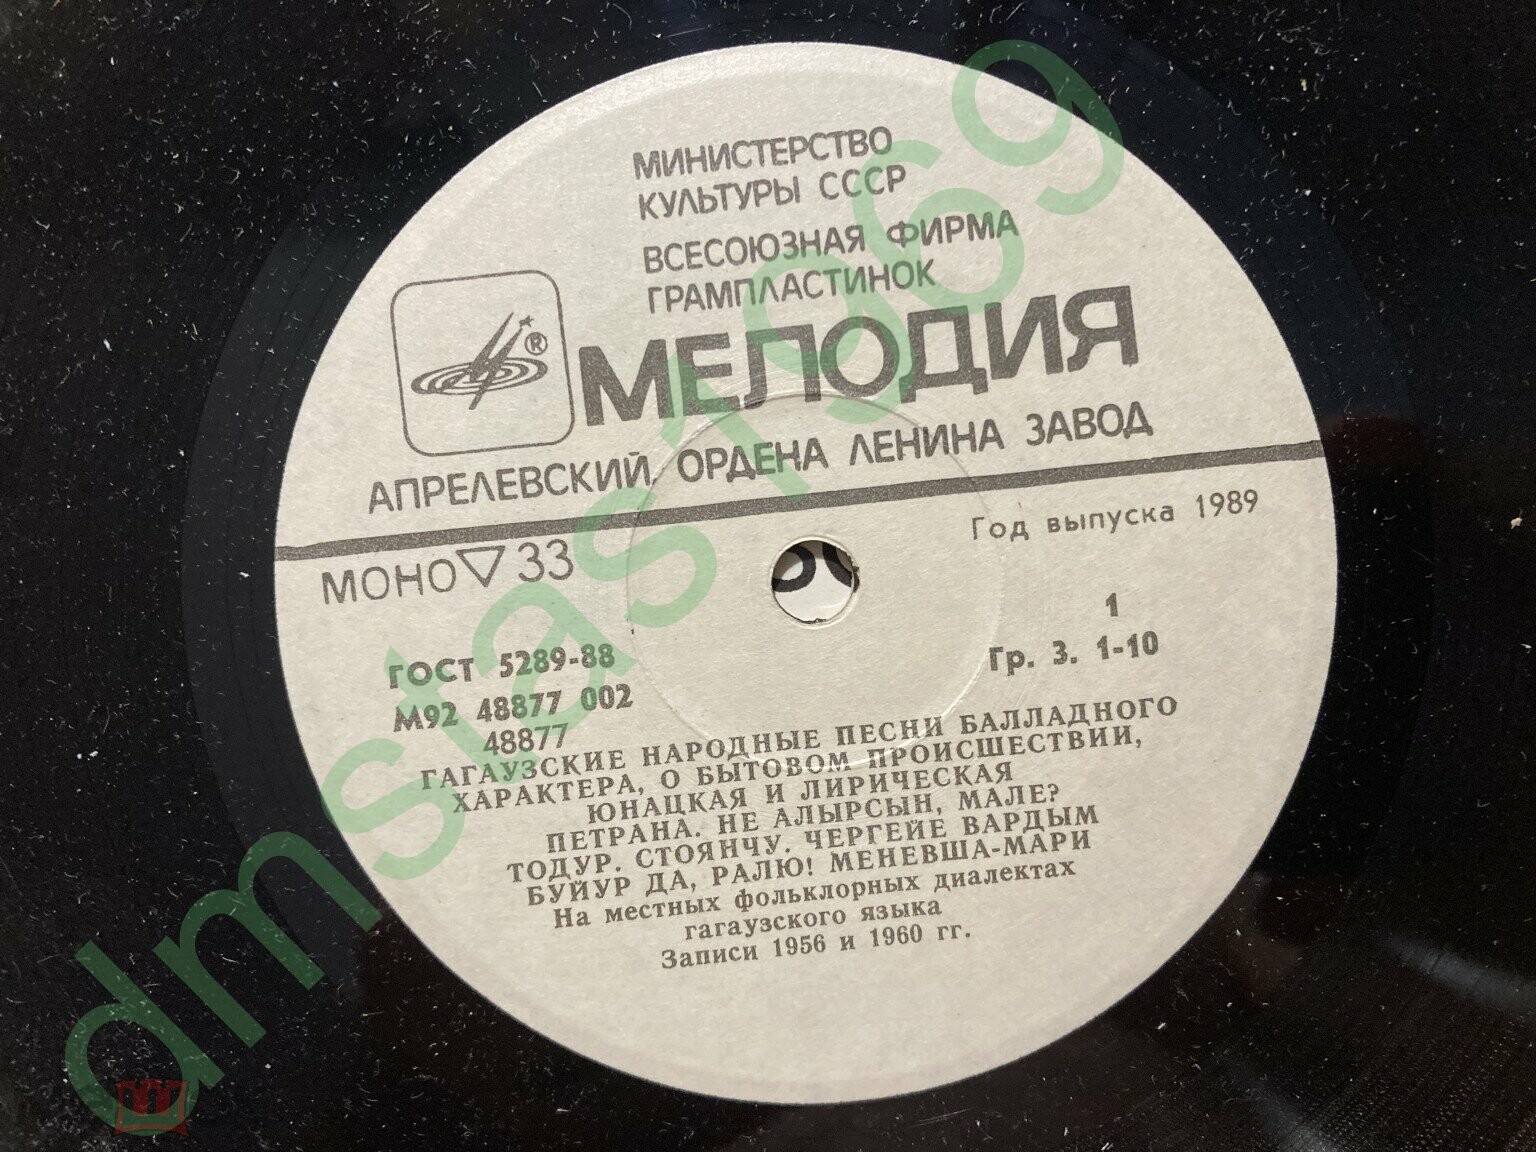 МИНИСТЕРСТВО
КУЛЬТУРЫ СССР
ВСЕСОЮЗНАЯ ФИРМА
ГРАМПЛАСТИНОК
®
МЕЛОДИЯ
АПРЕЛЕВСКИЙ ОРДЕНА ЛЕНИНА ЗАВОД
МОНО ▽ 33
Год выпуска 1989
ГОСТ 5289-88
М92 48877 002
48877
1
Гр. 3. 1-10
ГАГАУЗСКИЕ НАРОДНЫЕ ПЕСНИ БАЛЛАДНОГО
ХАРАКТЕРА, О БЫТОВОМ ПРОИСШЕСТВИИ,
ЮНАЦКАЯ И ЛИРИЧЕСКАЯ
ПЕТРАНА. НЕ АЛЫРСЫН, МАЛЕ?
ТОДУР. СТОЯНЧУ. ЧЕРГЕЙЕ ВАРДЫМ
БУЙУР ДА, РАЛЮ! МЕНЕВША-МАРИ
На местных фольклорных диалектах
гагаузского языка
Записи 1956 и 1960 гг.
dmstas1969